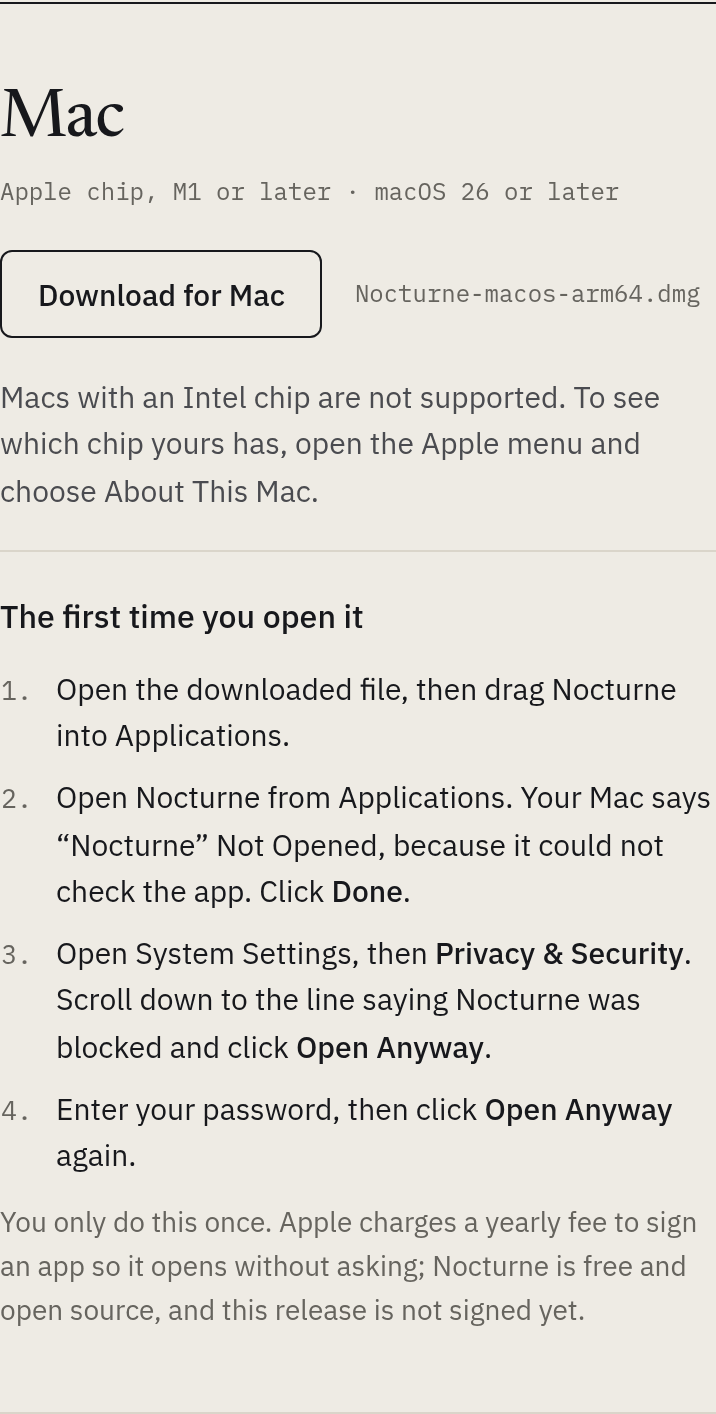 Mac
Apple chip, M1 or later · macOS 26 or later
Download for Mac
Nocturne-macos-arm64.dmg
Macs with an Intel chip are not supported. To see
which chip yours has, open the Apple menu and
choose About This Mac.
The first time you open it
1. Open the downloaded file, then drag Nocturne
into Applications.
2. Open Nocturne from Applications. Your Mac says
“Nocturne” Not Opened, because it could not
check the app. Click Done.
3. Open System Settings, then Privacy & Security.
Scroll down to the line saying Nocturne was
blocked and click Open Anyway.
4. Enter your password, then click Open Anyway
again.
You only do this once. Apple charges a yearly fee to sign
an app so it opens without asking; Nocturne is free and
open source, and this release is not signed yet.